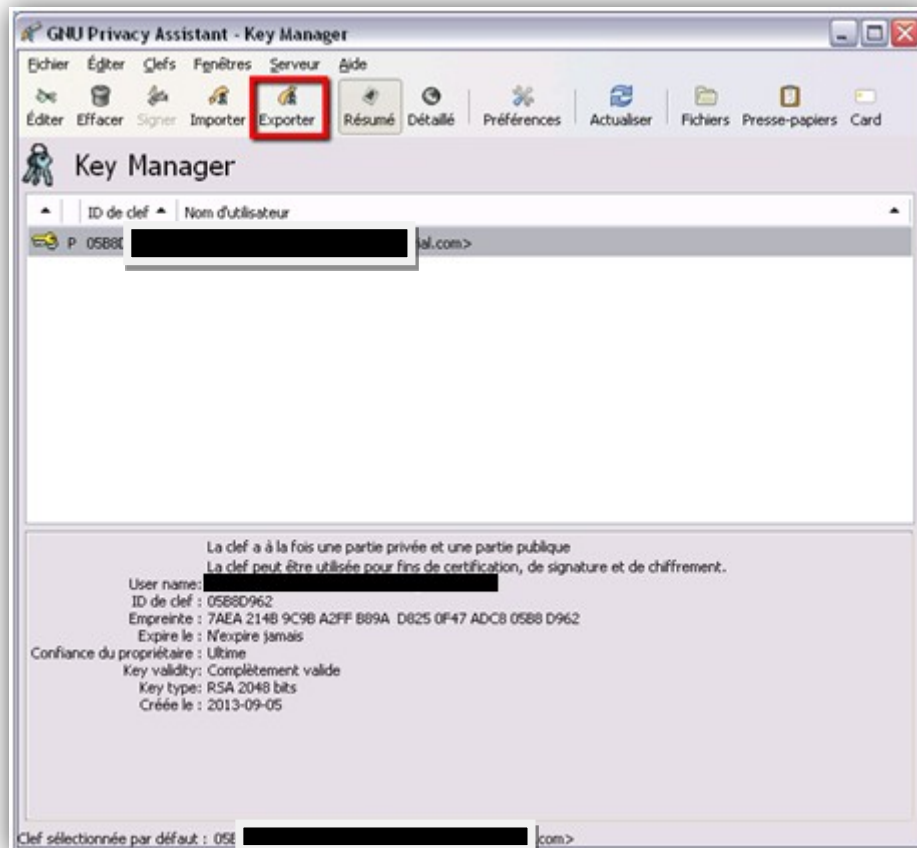 GNU Privacy Assistant - Key Manager
Fichier Éditer Clefs Fenêtres Serveur Aide
Éditer Effacer Signer Importer Exporter Résumé Détaillé Préférences Actualiser Fichiers Presse-papiers Card
Key Manager
ID de clef Nom d'utilisateur
P 05B8D ial.com>
La clef a à la fois une partie privée et une partie publique
La clef peut être utilisée pour fins de certification, de signature et de chiffrement.
User name:
ID de clef : 05B8D962
Empreinte : 7AEA 214B 9C9B A2FF B89A D825 0F47 ADC8 05B8 D962
Expire le : N'expire jamais
Confiance du propriétaire : Ultime
Key validity: Complètement valide
Key type: RSA 2048 bits
Créée le : 2013-09-05
Clef sélectionnée par défaut : 05B com>